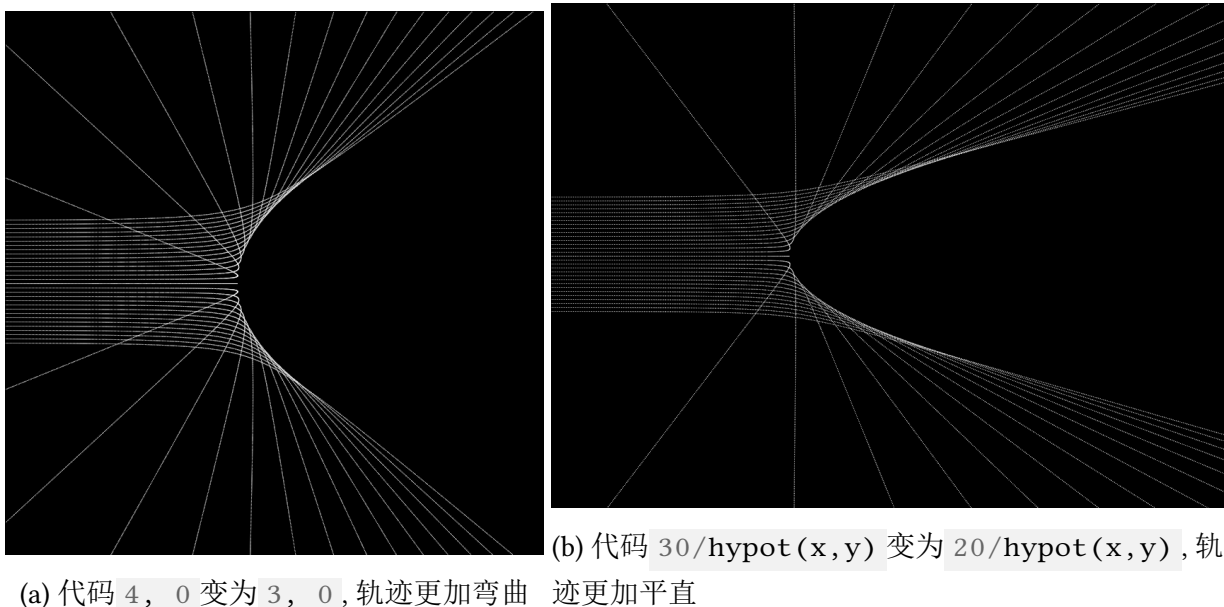 (a) 代码 4, 0 变为 3, 0 , 轨迹更加弯曲
(b) 代码 30/hypot(x,y) 变为 20/hypot(x,y) , 轨
迹更加平直